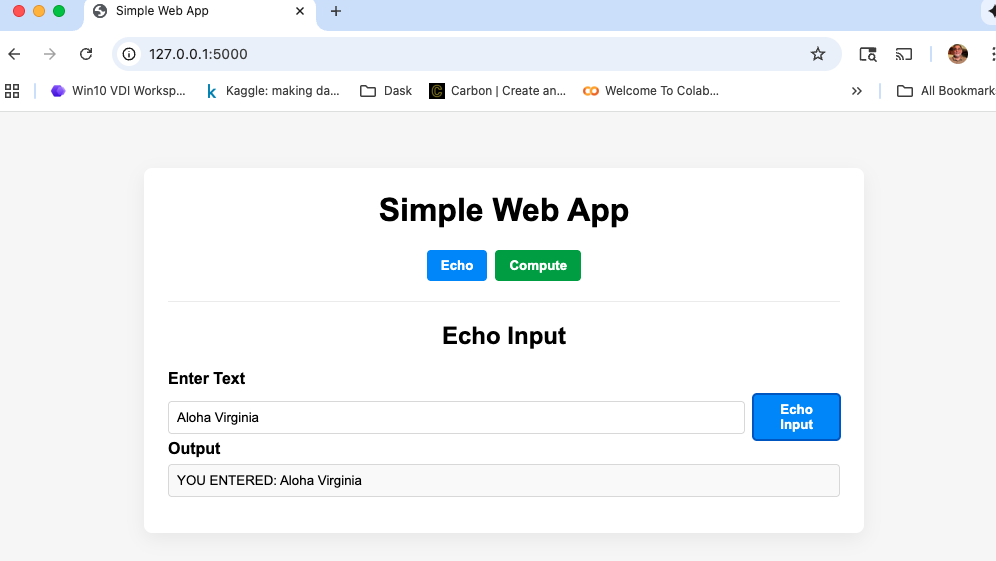 Simple Web App
127.0.0.1:5000
Win10 VDI Worksp... Kaggle: making da... Dask Carbon | Create an... Welcome To Colab... All Bookmark
Simple Web App
Echo Compute
Echo Input
Enter Text
Aloha Virginia
Echo
Input
Output
YOU ENTERED: Aloha Virginia